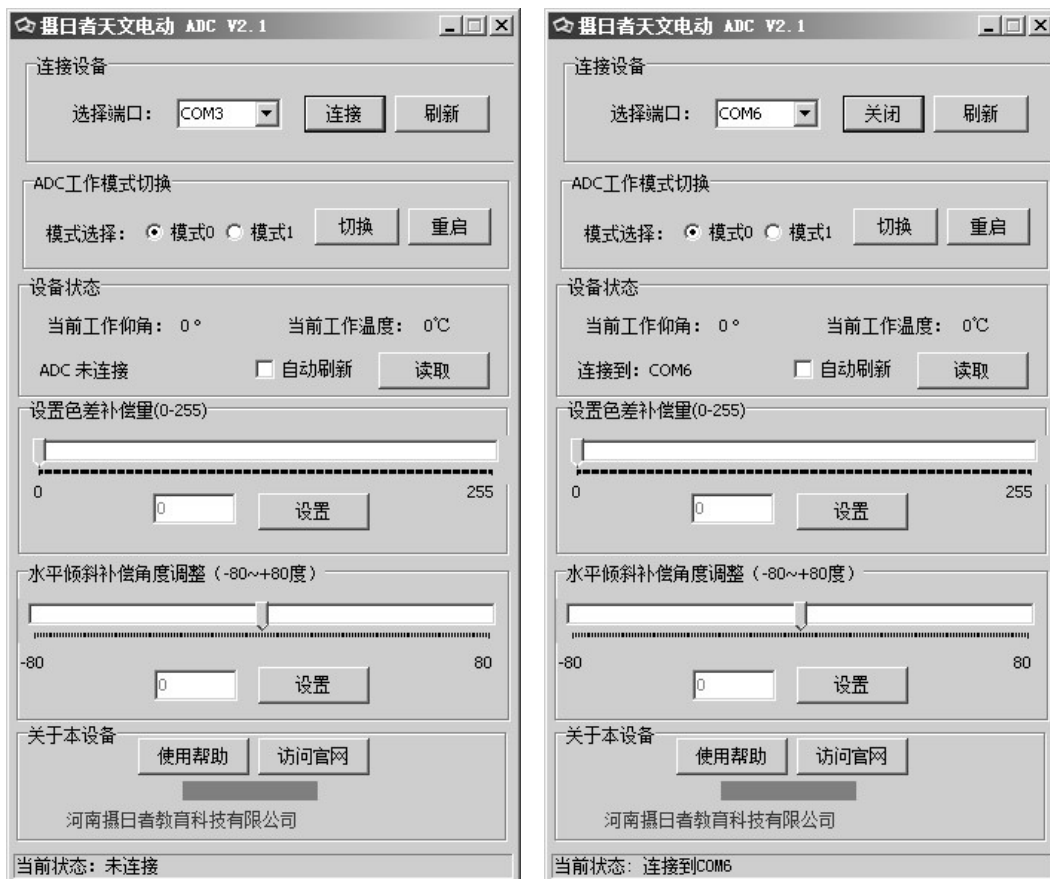 摄日者天文电动 ADC V2.1
连接设备
选择端口： COM3 连接 刷新
ADC工作模式切换
模式选择： 模式0 模式1 切换 重启
设备状态
当前工作仰角： 0° 当前工作温度： 0℃
ADC 未连接 自动刷新 读取
设置色差补偿量(0-255)
0 255
0 设置
水平倾斜补偿角度调整（-80~+80度）
-80 80
0 设置
关于本设备
使用帮助 访问官网
河南摄日者教育科技有限公司
当前状态：未连接
摄日者天文电动 ADC V2.1
连接设备
选择端口： COM6 关闭 刷新
ADC工作模式切换
模式选择： 模式0 模式1 切换 重启
设备状态
当前工作仰角： 0° 当前工作温度： 0℃
连接到：COM6 自动刷新 读取
设置色差补偿量(0-255)
0 255
0 设置
水平倾斜补偿角度调整（-80~+80度）
-80 80
0 设置
关于本设备
使用帮助 访问官网
河南摄日者教育科技有限公司
当前状态：连接到COM6